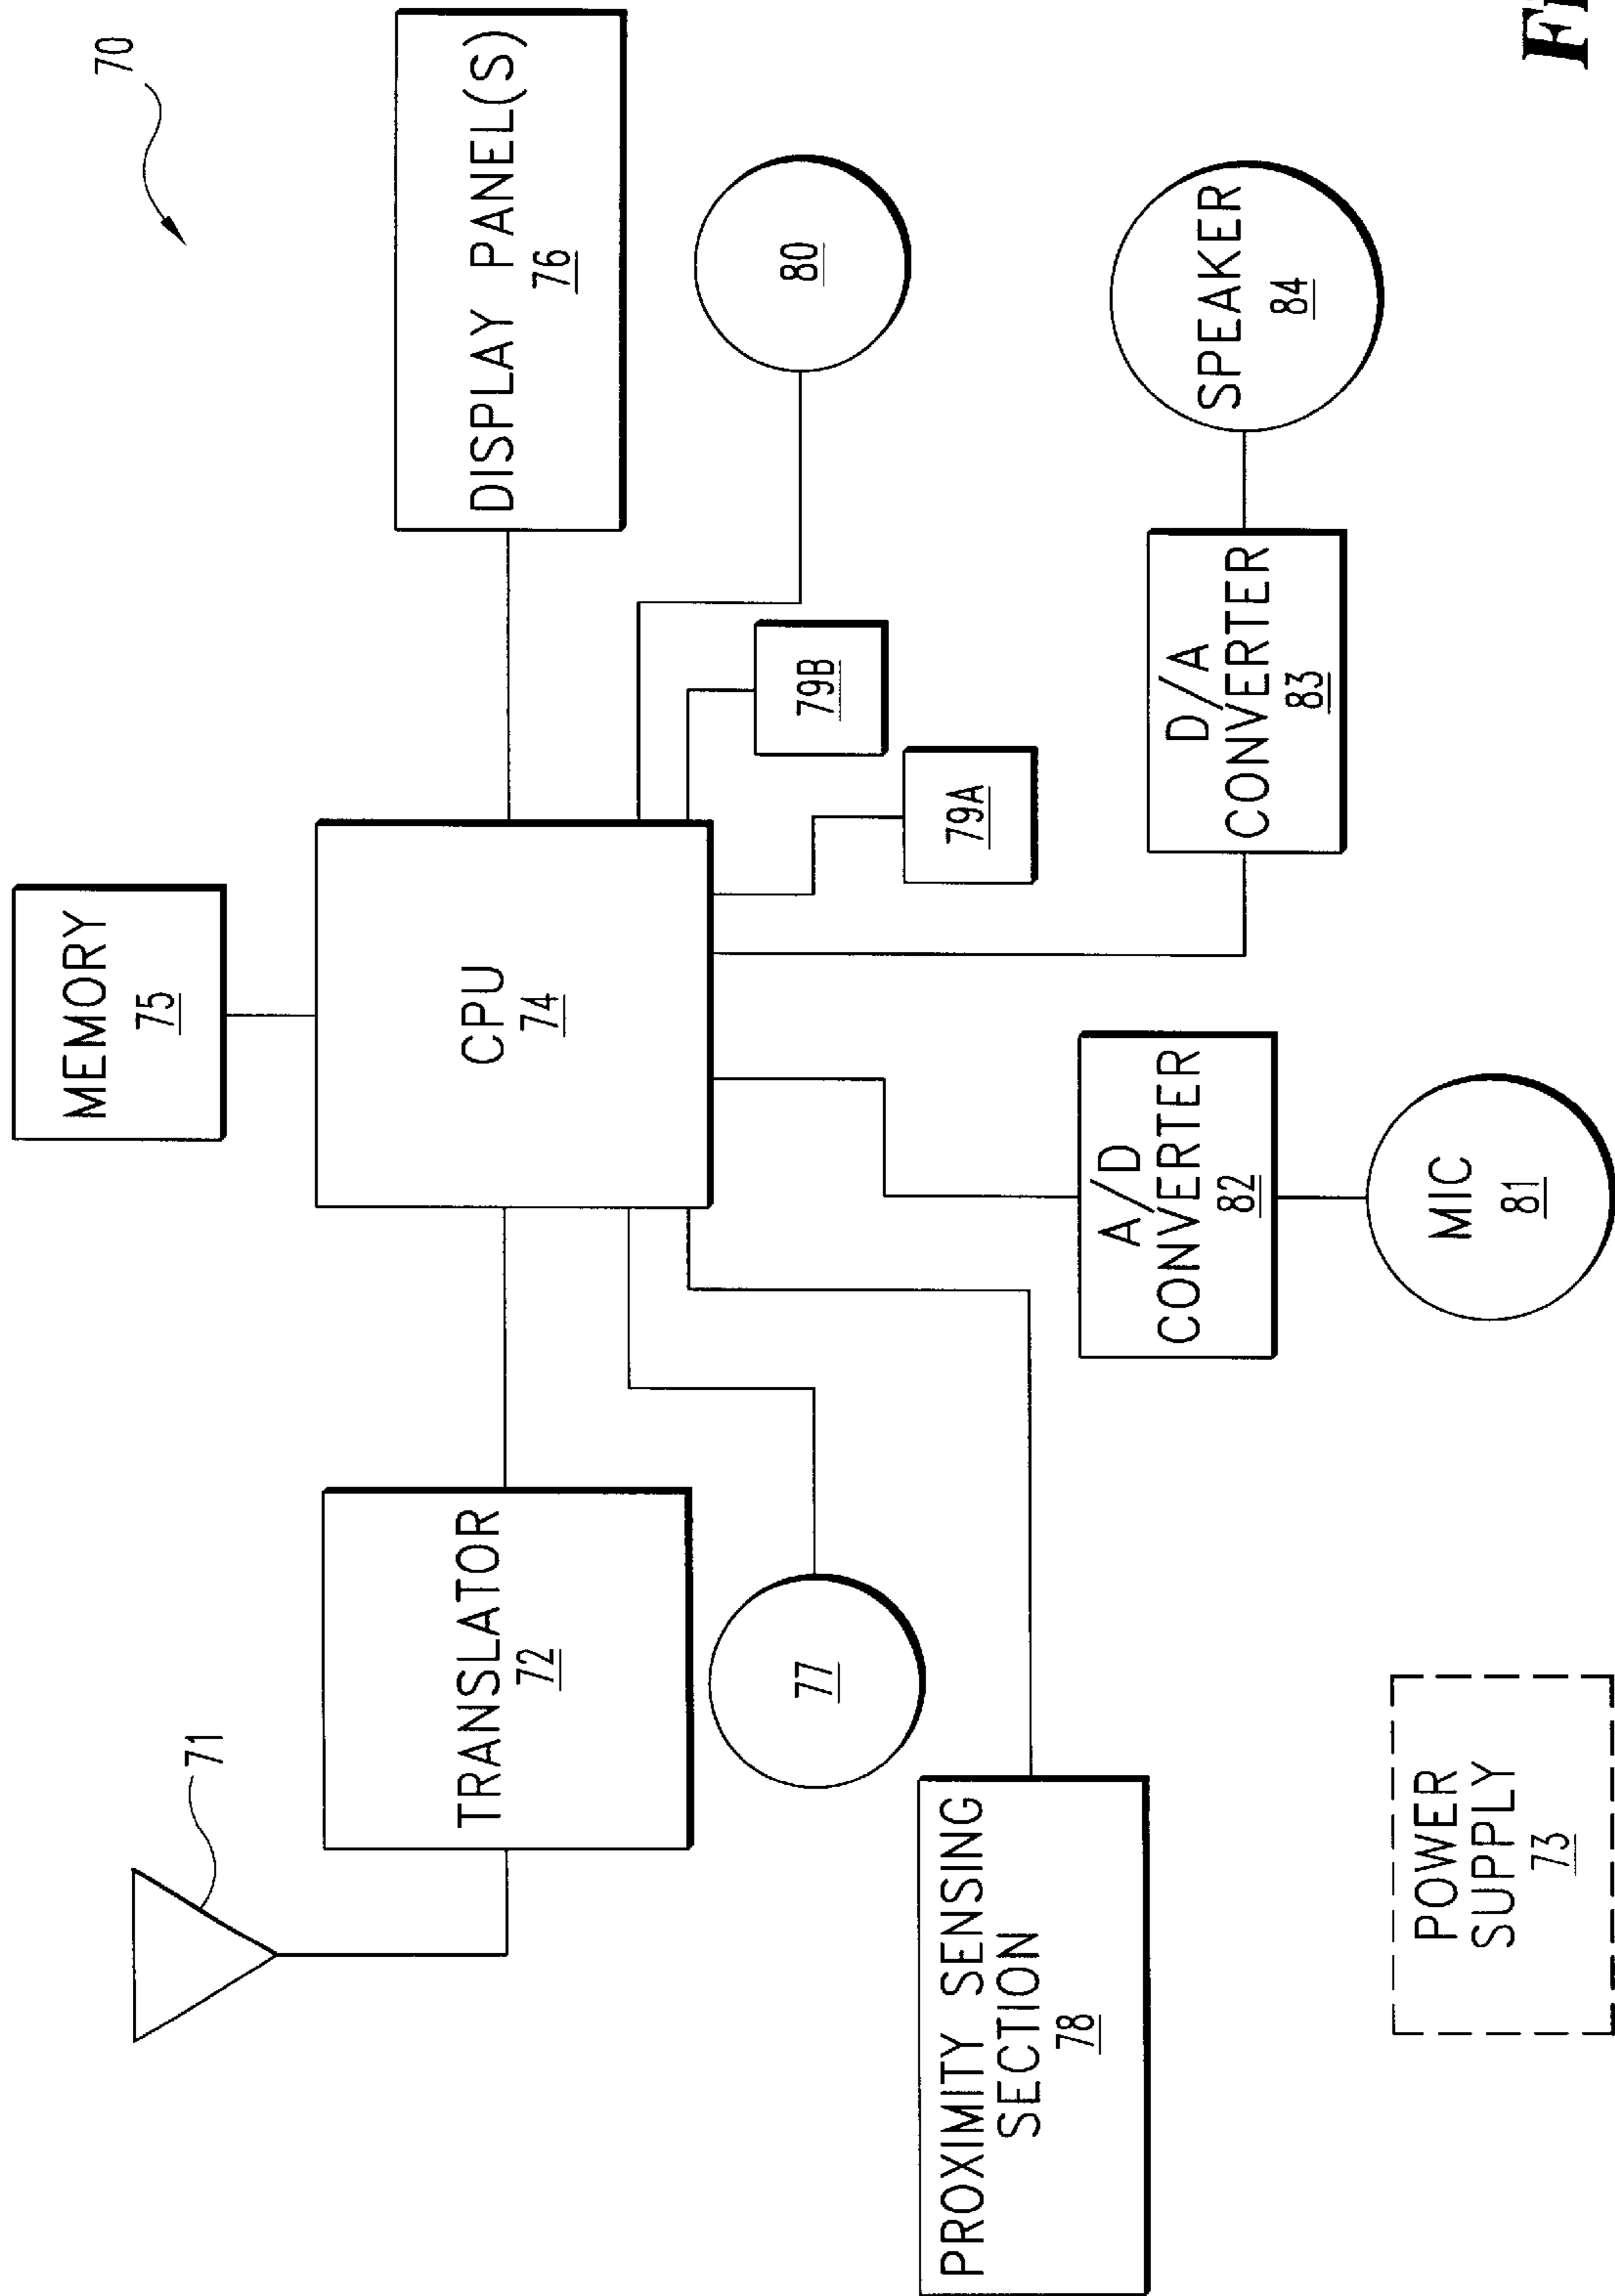 70
MEMORY
75
DISPLAY PANEL(S)
76
71
TRANSLATOR
72
CPU
74
80
79B
77
79A
PROXIMITY SENSING
SECTION
78
A/D
CONVERTER
82
D/A
CONVERTER
83
SPEAKER
84
MIC
81
POWER
SUPPLY
73